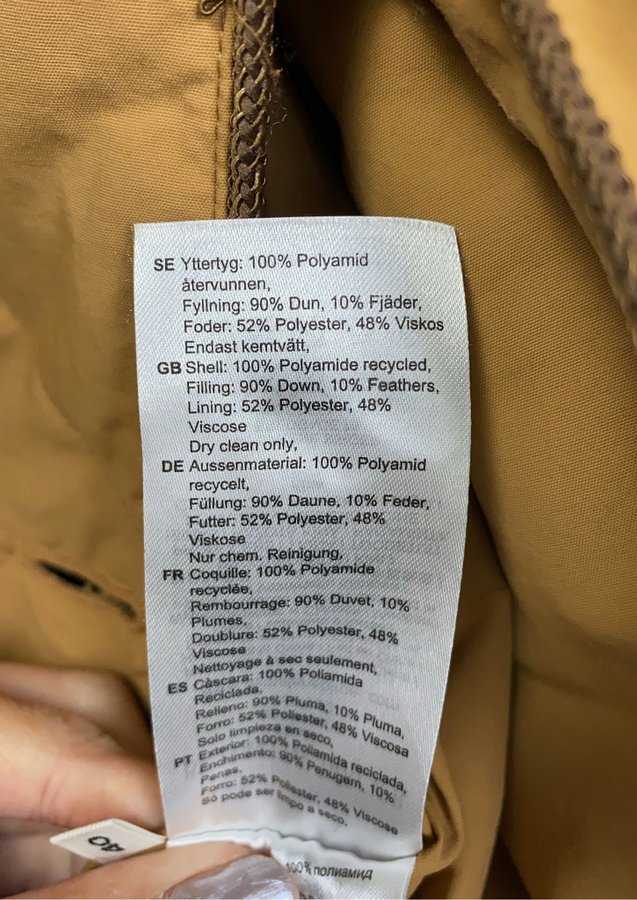 SE Yttertyg: 100% Polyamid
återvunnen,
Fyllning: 90% Dun, 10% Fjäder,
Foder: 52% Polyester, 48% Viskos
Endast kemtvätt,
GB Shell: 100% Polyamide recycled,
Filling: 90% Down, 10% Feathers,
Lining: 52% Polyester, 48%
Viscose
Dry clean only,
DE Aussenmaterial: 100% Polyamid
recycelt,
Füllung: 90% Daune, 10% Feder,
Futter: 52% Polyester, 48%
Viskose
Nur chem. Reinigung,
FR Coquille: 100% Polyamide
recyclée,
Rembourrage: 90% Duvet, 10%
Plumes,
Doublure: 52% Polyester, 48%
Viscose
Nettoyage à sec seulement,
ES Càscara: 100% Poliamida
Reciclada,
Relleno: 90% Pluma, 10% Pluma,
Forro: 52% Poliester, 48% Viscosa
Solo limpieza en seco,
PT Exterior: 100% Poliamida reciclada,
Enchimento: 90% Penugem, 10%
Penas,
Forro: 52% Poliester, 48% Viscose
Só pode ser limpo a seco,
40
100% полиамид